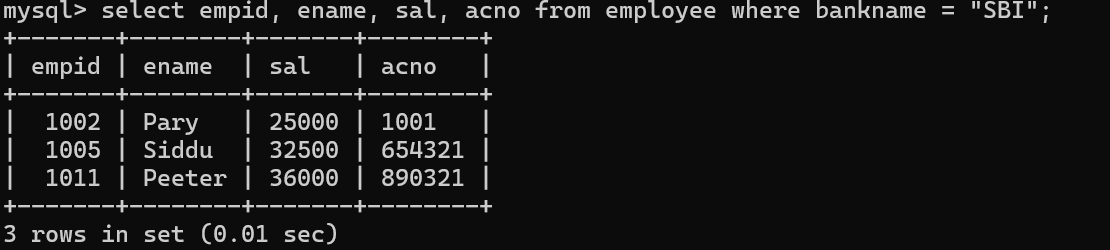 mysql> select empid, ename, sal, acno from employee where bankname = "SBI";
+-------+--------+-------+--------+
| empid | ename  | sal   | acno   |
+-------+--------+-------+--------+
|  1002 | Pary   | 25000 | 1001   |
|  1005 | Siddu  | 32500 | 654321 |
|  1011 | Peeter | 36000 | 890321 |
+-------+--------+-------+--------+
3 rows in set (0.01 sec)